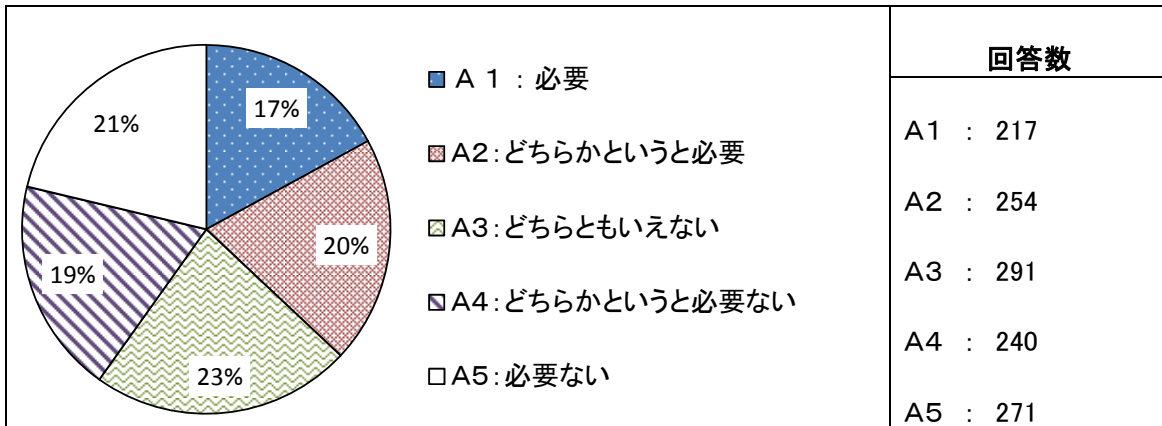 17%
20%
23%
19%
21%
A1:必要
A2:どちらかというと必要
A3:どちらともいえない
A4:どちらかというと必要ない
A5:必要ない
回答数
A1 : 217
A2 : 254
A3 : 291
A4 : 240
A5 : 271